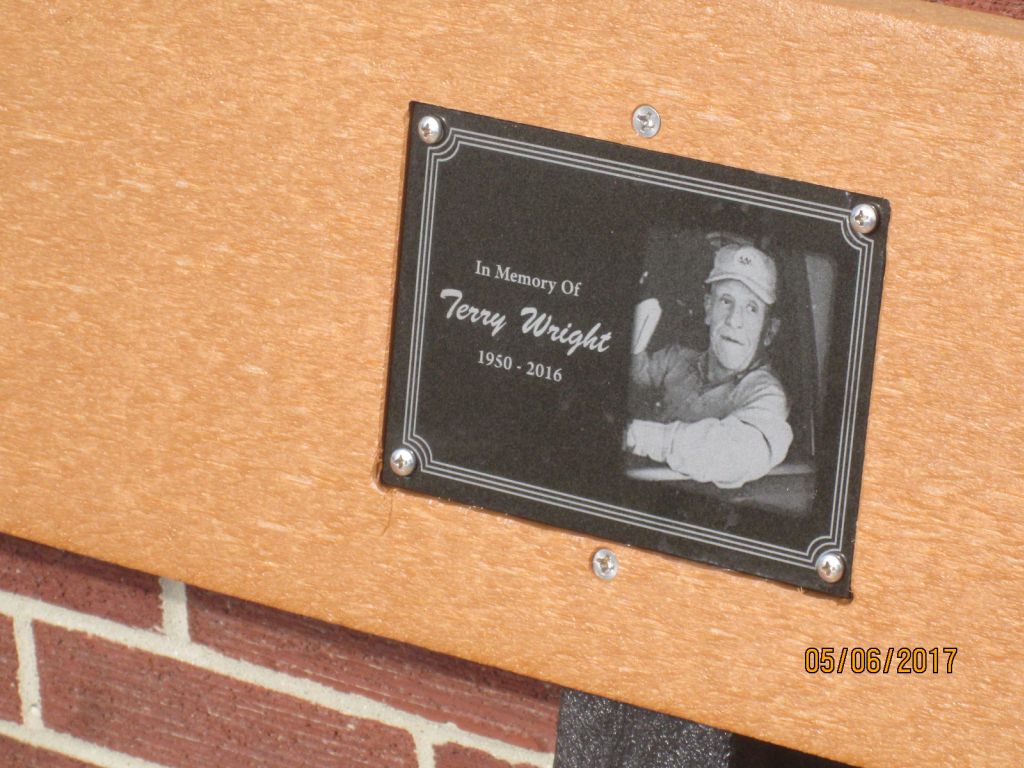 In Memory Of
Terry Wright
1950 - 2016
05/06/2017